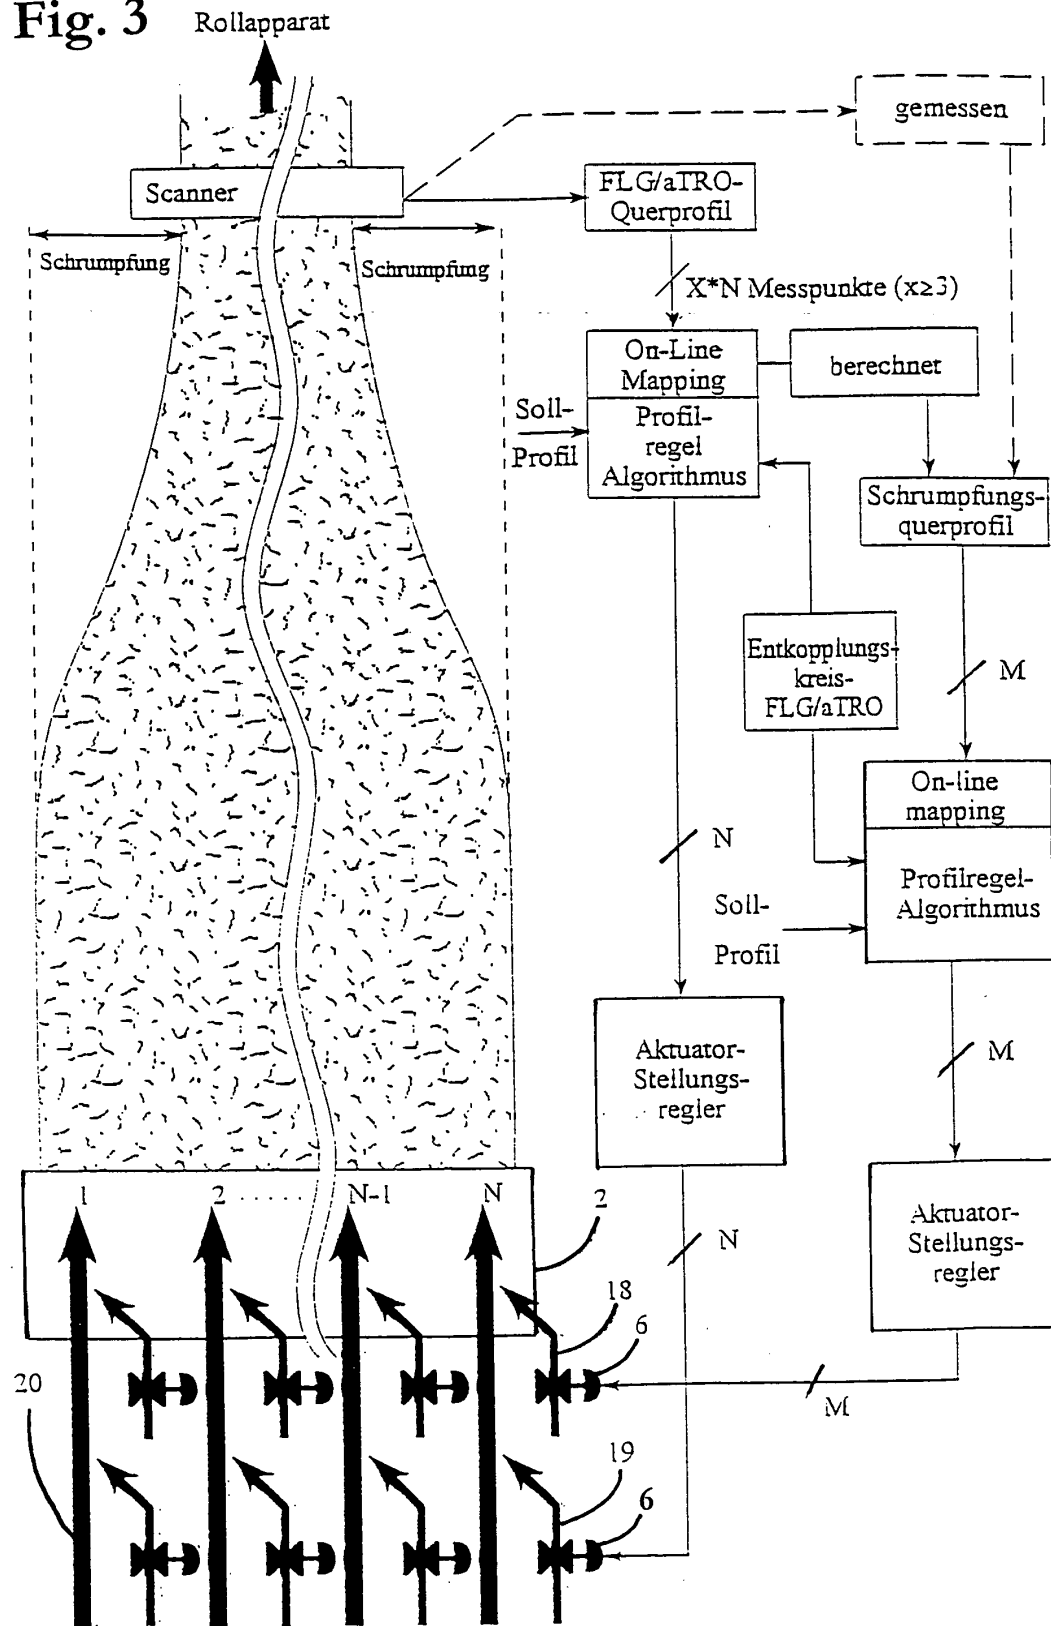 Fig. 3
Rollapparat
gemessen
Scanner
FLG/aTRO-
Querprofil
Schrumpfung
Schrumpfung
X*N Messpunkte (x≥3)
On-Line
Mapping
berechnet
Soll-
Profil
Profil-
regel
Algorithmus
Schrumpfungs-
querprofil
Entkopplungs-
kreis-
FLG/aTRO
M
On-line
mapping
N
Profilregel-
Algorithmus
Soll-
Profil
Aktuator-
Stellungs-
regler
M
1
2 ........ N-1
N
2
N
Aktuator-
Stellungs-
regler
18
6
20
M
19
6